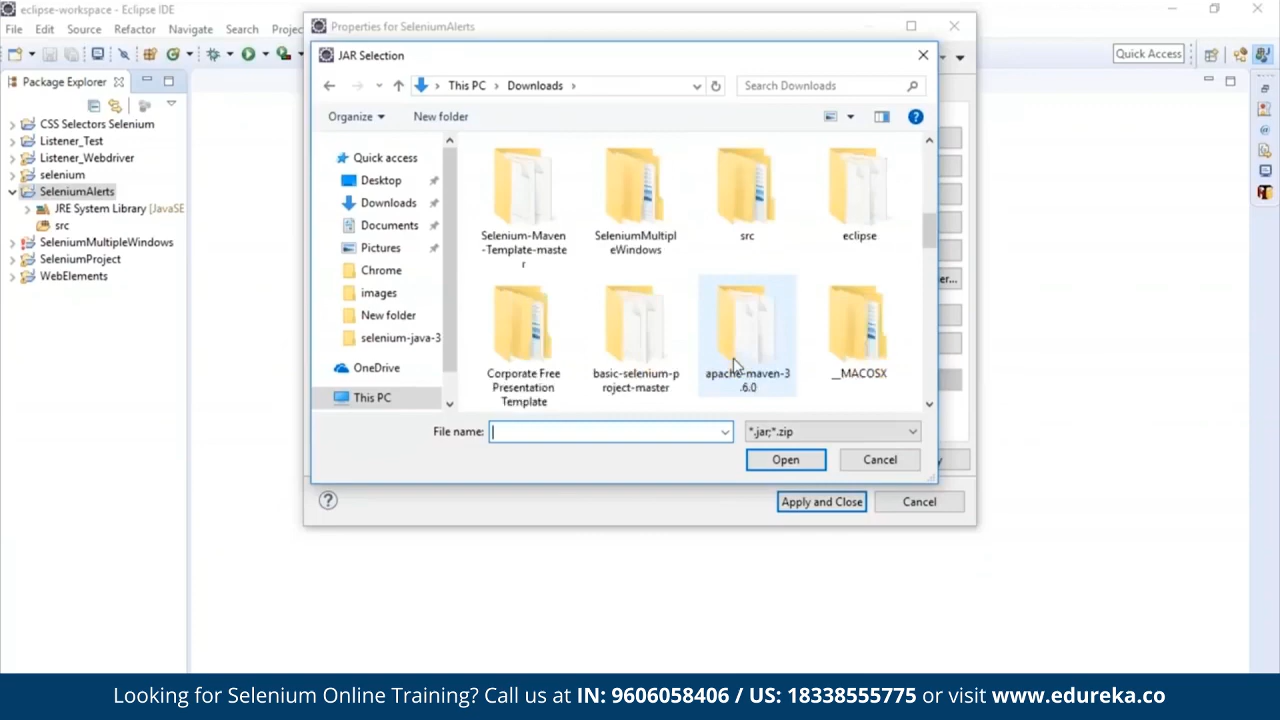 eclipse-workspace - Eclipse IDE
File Edit Source Refactor Navigate Search Projec
Quick Access
Package Explorer
CSS Selectors Selenium
Listener_Test
Listener_Webdriver
selenium
SeleniumAlerts
JRE System Library [JavaSE
src
SeleniumMultipleWindows
SeleniumProject
WebElements
Properties for SeleniumAlerts
JAR Selection
This PC > Downloads >
Search Downloads
Organize
New folder
Quick access
Desktop
Downloads
Documents
Pictures
Chrome
images
New folder
selenium-java-3
OneDrive
This PC
Selenium-Maven
-Template-maste
r
SeleniumMultipl
eWindows
src
eclipse
Corporate Free
Presentation
Template
basic-selenium-p
roject-master
apache-maven-3
.6.0
__MACOSX
er...
File name:
*.jar;*.zip
Open
Cancel
y
?
Apply and Close
Cancel
Looking for Selenium Online Training? Call us at IN: 9606058406 / US: 18338555775 or visit www.edureka.co